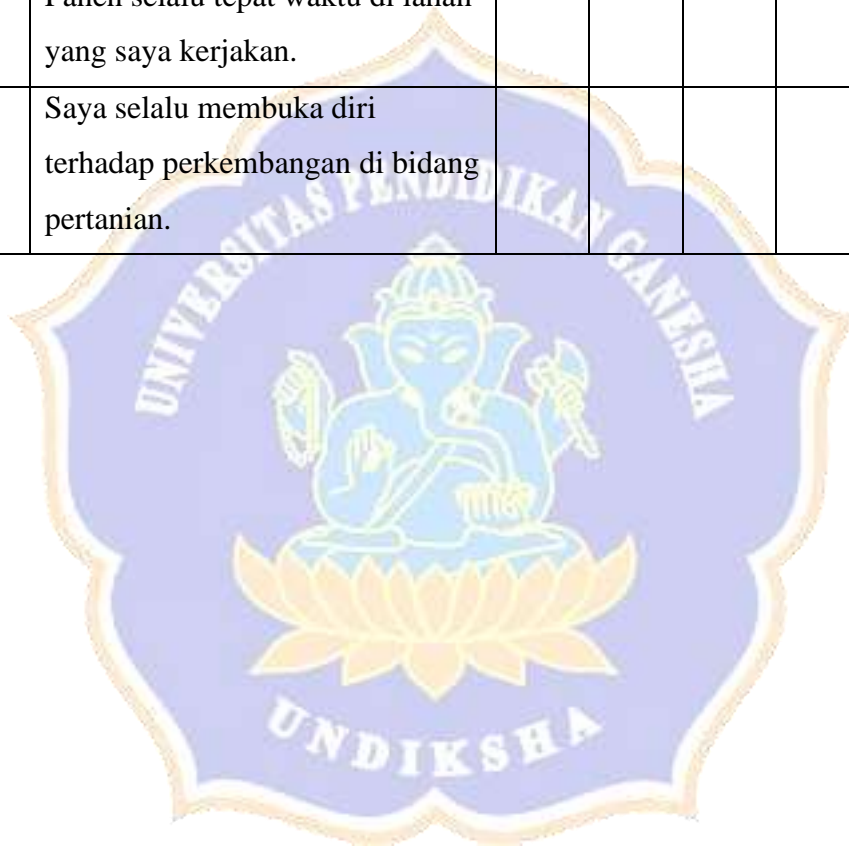 Panen selalu tepat waktu di lahan
yang saya kerjakan.
Saya selalu membuka diri
terhadap perkembangan di bidang
pertanian.
UNIVERSITAS PENDIDIKAN GANESHA
UNDIKSHA